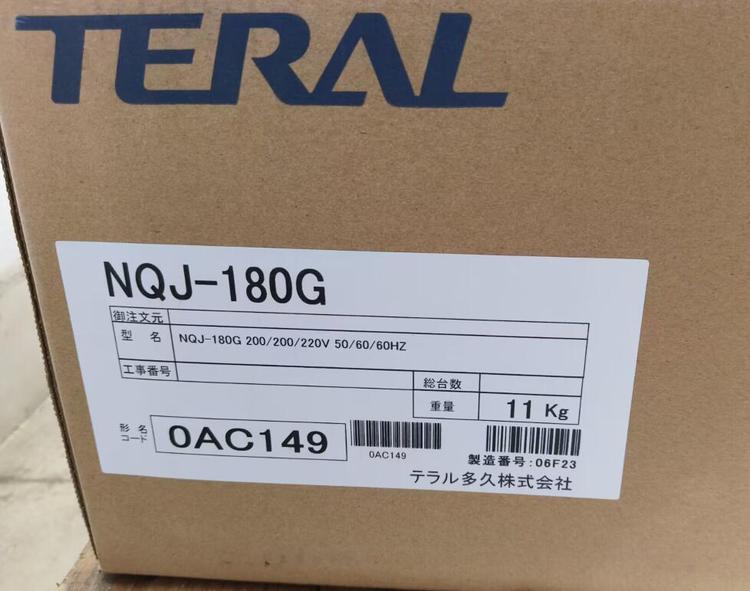 TERAL
NQJ-180G
御注文元
型 名 NQJ-180G 200/200/220V 50/60/60HZ
工事番号
総台数
重量 11 Kg
形 名
コード 0AC149
0AC149
製造番号:06F23
テラル多久株式会社